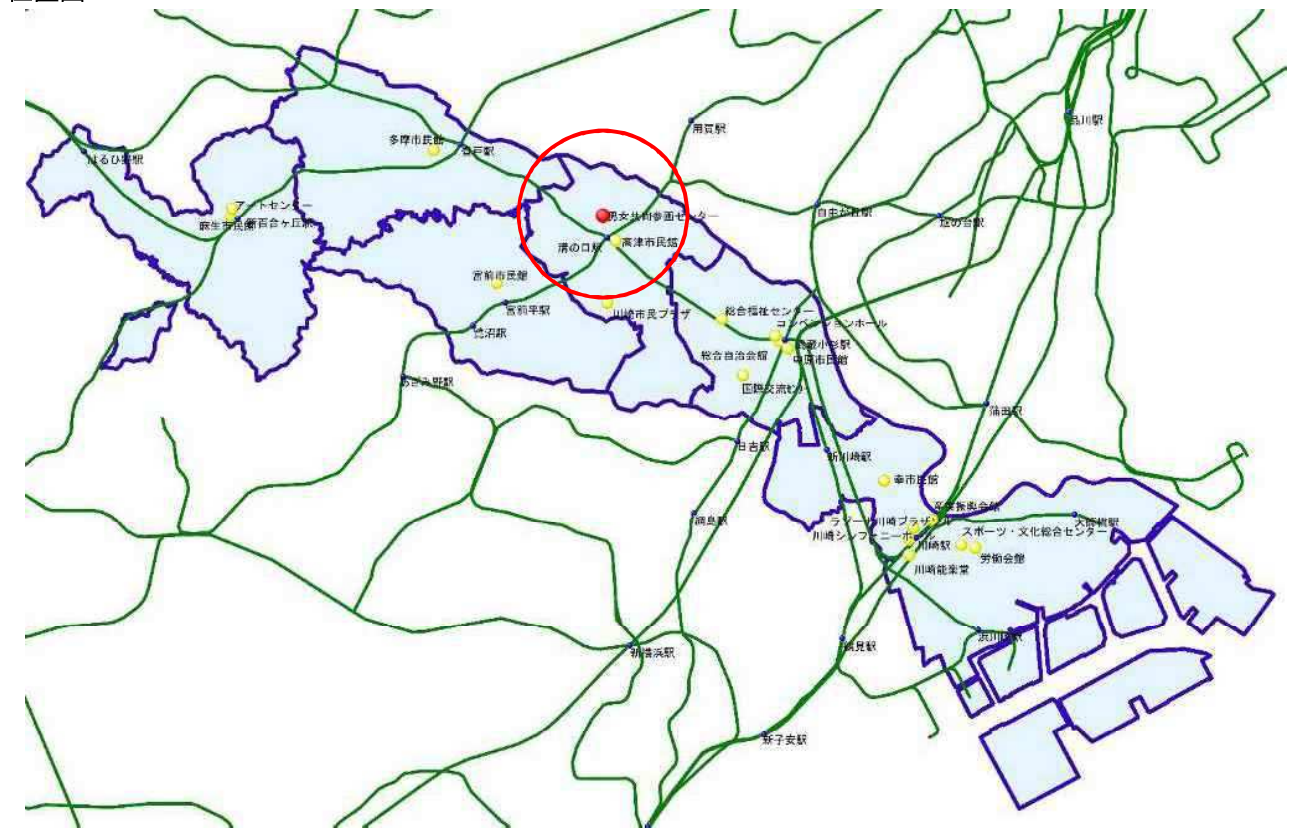 用賀駅
品川駅
多摩市民館
登戸駅
はるひ野駅
アートセンター
麻生市民館
新百合ヶ丘駅
男女共同参画センター
自由が丘駅
旗の台駅
溝の口駅
高津市民館
宮前市民館
宮前平駅
川崎市民プラザ
鷺沼駅
総合福祉センター
コンベンションホール
武蔵小杉駅
総合自治会館
中原市民館
あざみ野駅
国際交流センター
蒲田駅
日吉駅
新川崎駅
幸市民館
産業振興会館
綱島駅
ラゾーナ川崎プラザソル
大師橋駅
川崎シンフォニーホール
スポーツ・文化総合センター
川崎駅
労働会館
川崎能楽堂
浜川崎駅
鶴見駅
新横浜駅
新子安駅